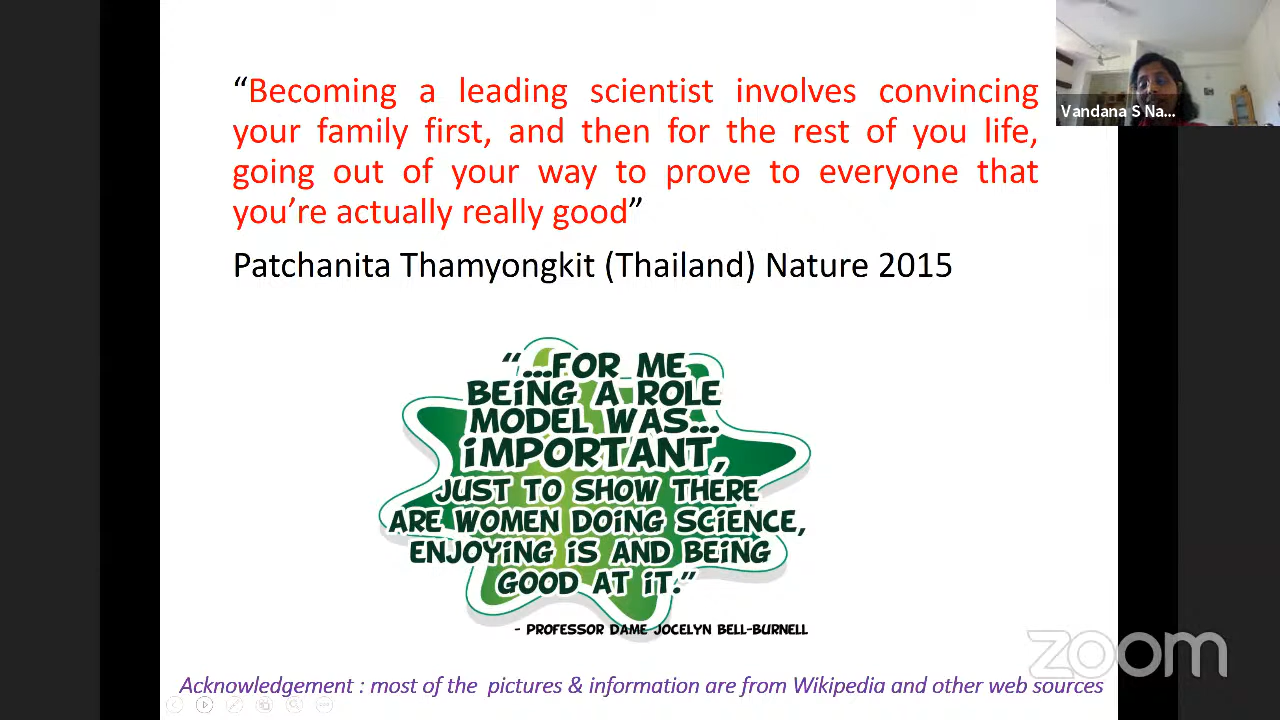 “Becoming a leading scientist involves convincing
your family first, and then for the rest of you life,
going out of your way to prove to everyone that
you’re actually really good”
Patchanita Thamyongkit (Thailand) Nature 2015
Vandana S Na...
“...FOR ME
BEING A ROLE
MODEL WAS...
IMPORTANT,
JUST TO SHOW THERE
ARE WOMEN DOING SCIENCE,
ENJOYING IS AND BEING
GOOD AT IT.”
- PROFESSOR DAME JOCELYN BELL-BURNELL
zoom
Acknowledgement : most of the pictures & information are from Wikipedia and other web sources